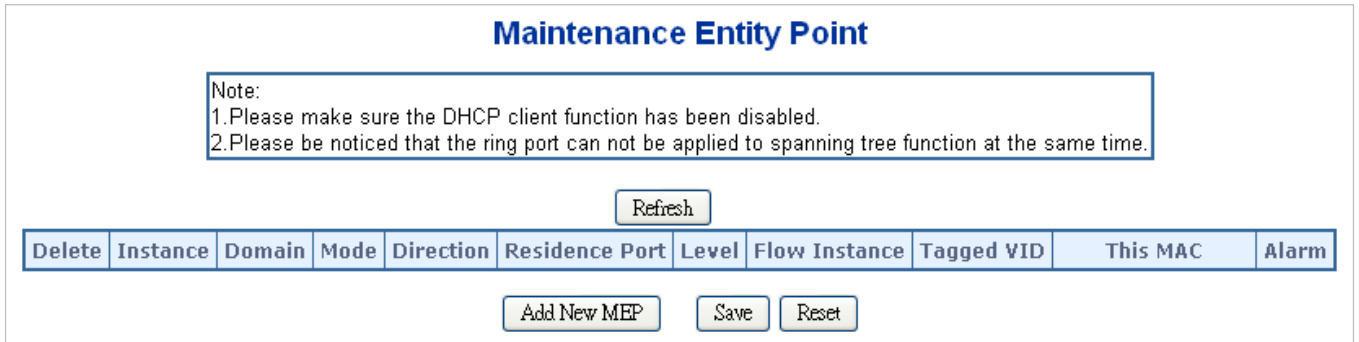 Maintenance Entity Point
Note:
1.Please make sure the DHCP client function has been disabled.
2.Please be noticed that the ring port can not be applied to spanning tree function at the same time.
Refresh
Delete Instance Domain Mode Direction Residence Port Level Flow Instance Tagged VID This MAC Alarm
Add New MEP Save Reset